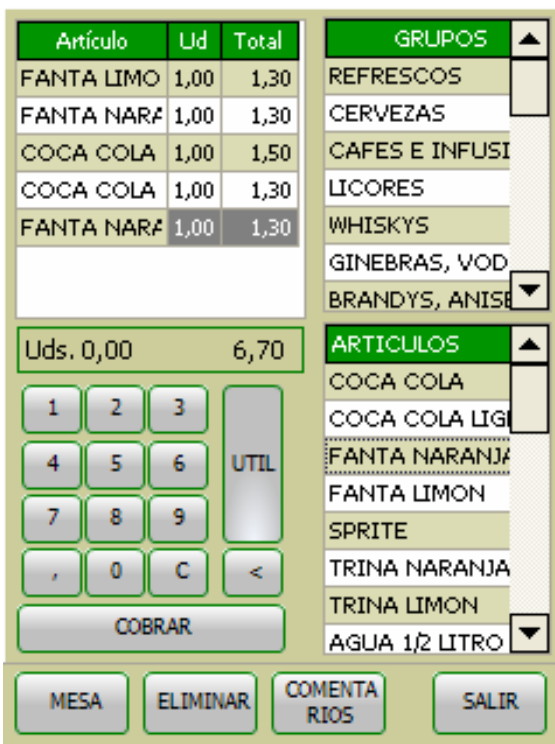 Artículo Ud Total
FANTA LIMO 1,00 1,30
FANTA NARA 1,00 1,30
COCA COLA 1,00 1,50
COCA COLA 1,00 1,30
FANTA NARA 1,00 1,30
Uds. 0,00 6,70
1 2 3
4 5 6 UTIL
7 8 9
, 0 C <
COBRAR
GRUPOS
REFRESCOS
CERVEZAS
CAFES E INFUSI
LICORES
WHISKYS
GINEBRAS, VOD
BRANDYS, ANISE
ARTICULOS
COCA COLA
COCA COLA LIGE
FANTA NARANJA
FANTA LIMON
SPRITE
TRINA NARANJA
TRINA LIMON
AGUA 1/2 LITRO
MESA ELIMINAR COMENTA
RIOS SALIR